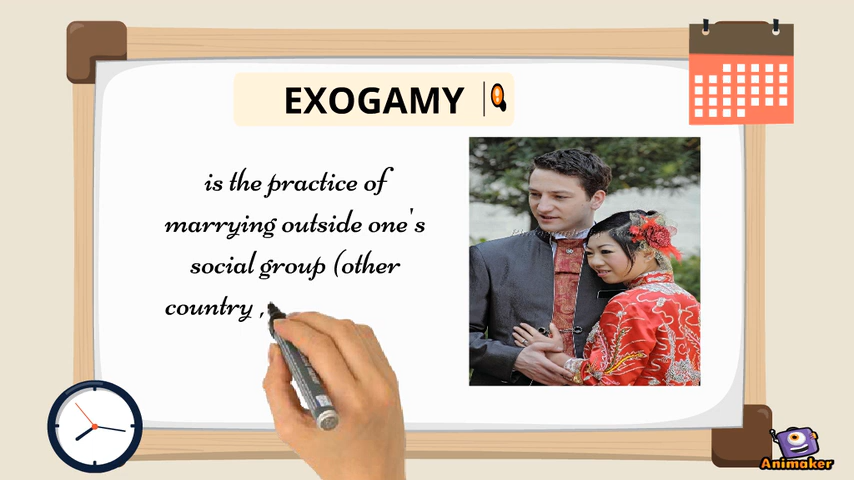 EXOGAMY
is the practice of
marrying outside one's
social group (other
country ,
Animaker